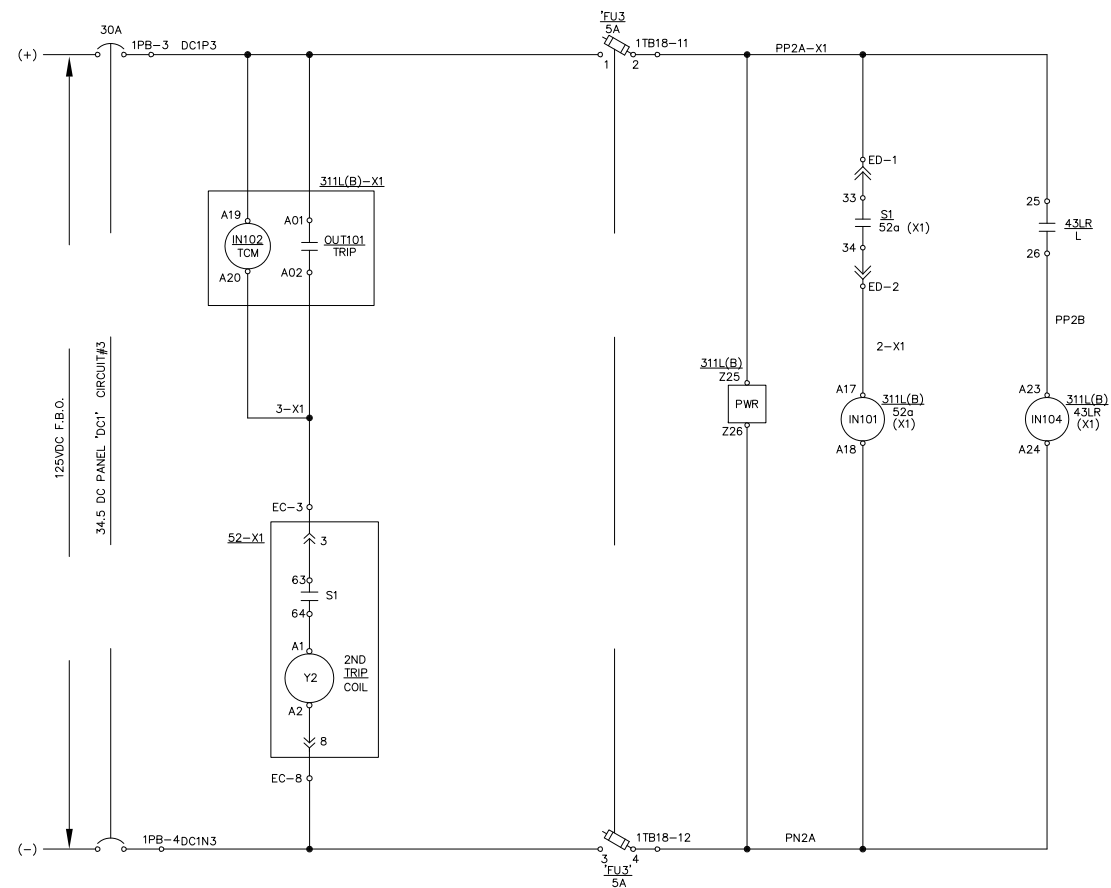 30A
'FU3
5A
(+)
1PB-3
DC1P3
1TB18-11
PP2A-X1
1
2
ED-1
311L(B)-X1
33
S1
52a (X1)
25
43LR
L
A19
A01
IN102
TCM
OUT101
TRIP
34
26
A20
A02
ED-2
PP2B
2-X1
125VDC F.B.O.
34.5 DC PANEL 'DC1' CIRCUIT#3
311L(B)
Z25
PWR
Z26
A17
311L(B)
52a
(X1)
IN101
A18
A23
311L(B)
43LR
(X1)
IN104
A24
3-X1
EC-3
52-X1
3
63
S1
64
A1
2ND
TRIP
COIL
Y2
A2
8
EC-8
(-)
1PB-4
DC1N3
1TB18-12
PN2A
3
4
'FU3'
5A